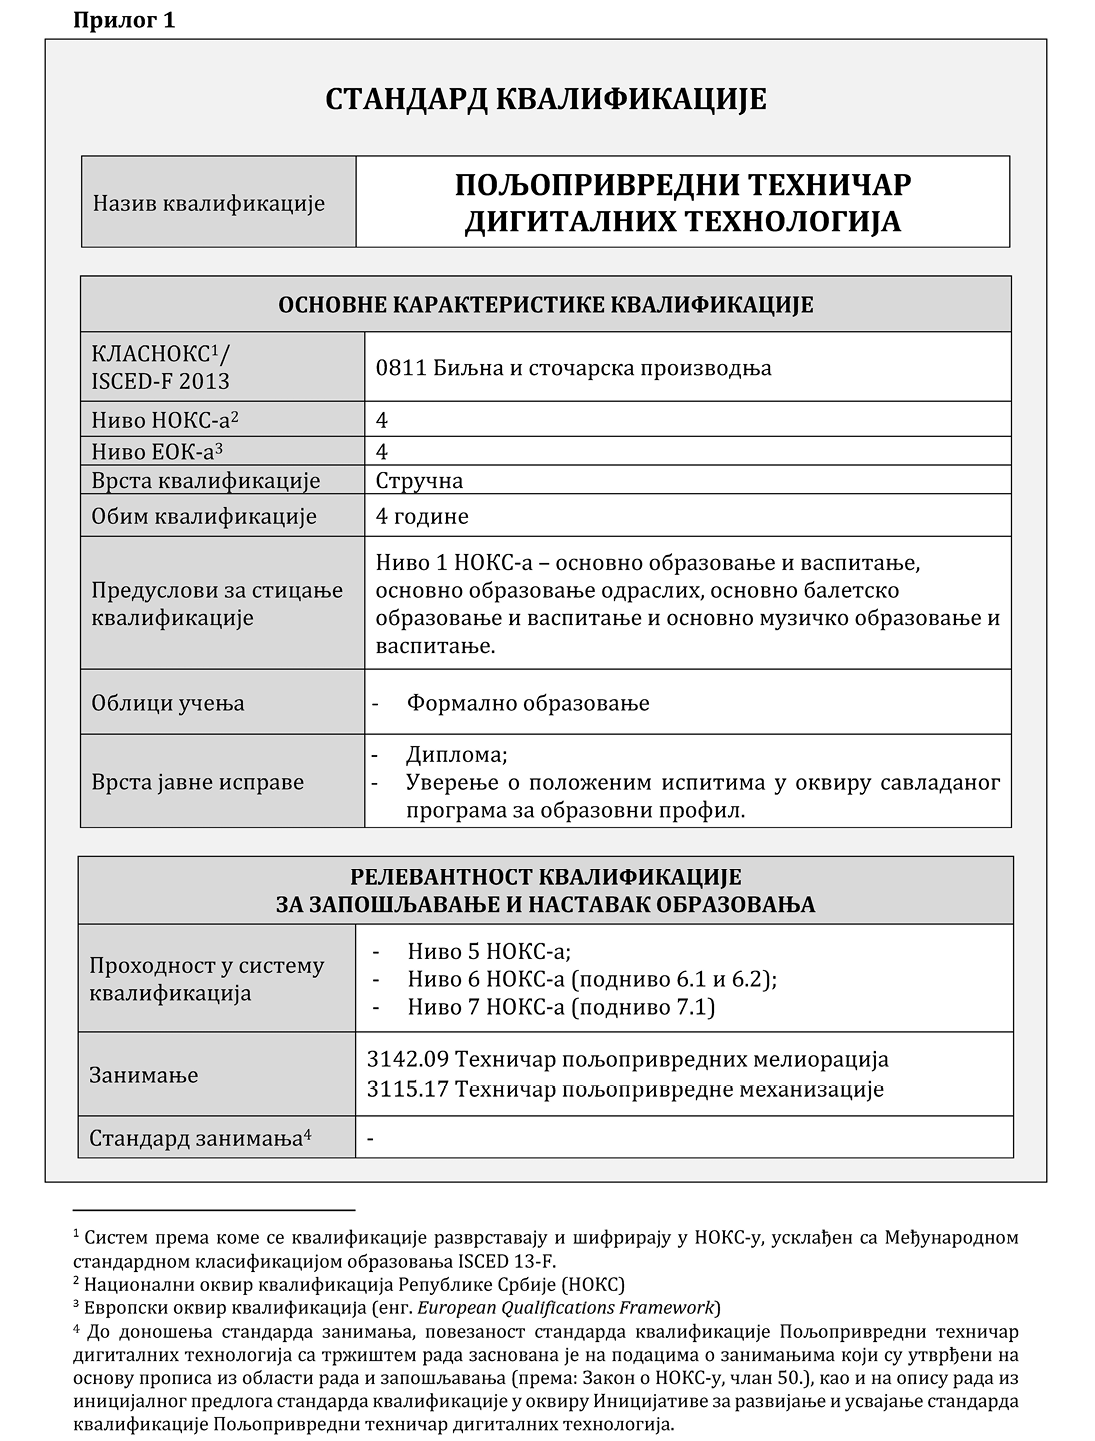 Прилог 1
СТАНДАРД КВАЛИФИКАЦИЈЕ
Назив квалификације
ПОЉОПРИВРЕДНИ ТЕХНИЧАР
ДИГИТАЛНИХ ТЕХНОЛОГИЈА
ОСНОВНЕ КАРАКТЕРИСТИКЕ КВАЛИФИКАЦИЈЕ
КЛАСНОКС¹/
ISCED-F 2013
0811 Биљна и сточарска производња
Ниво НОКС-а²
4
Ниво ЕОК-а³
4
Врста квалификације
Стручна
Обим квалификације
4 године
Предуслови за стицање
квалификације
Ниво 1 НОКС-а – основно образовање и васпитање,
основно образовање одраслих, основно балетско
образовање и васпитање и основно музичко образовање и
васпитање.
Облици учења
- Формално образовање
Врста јавне исправе
- Диплома;
- Уверење о положеним испитима у оквиру савладаног
програма за образовни профил.
РЕЛЕВАНТНОСТ КВАЛИФИКАЦИЈЕ
ЗА ЗАПОШЉАВАЊЕ И НАСТАВАК ОБРАЗОВАЊА
Проходност у систему
квалификација
- Ниво 5 НОКС-а;
- Ниво 6 НОКС-а (подниво 6.1 и 6.2);
- Ниво 7 НОКС-а (подниво 7.1)
Занимање
3142.09 Техничар пољопривредних мелиорација
3115.17 Техничар пољопривредне механизације
Стандард занимања⁴
-
¹ Систем према коме се квалификације разврставају и шифрирају у НОКС-у, усклађен са Међународном
стандардном класификацијом образовања ISCED 13-F.
² Национални оквир квалификација Републике Србије (НОКС)
³ Европски оквир квалификација (енг. European Qualifications Framework)
⁴ До доношења стандарда занимања, повезаност стандарда квалификације Пољопривредни техничар
дигиталних технологија са тржиштем рада заснована је на подацима о занимањима који су утврђени на
основу прописа из области рада и запошљавања (према: Закон о НОКС-у, члан 50.), као и на опису рада из
иницијалног предлога стандарда квалификације у оквиру Иницијативе за развијање и усвајање стандарда
квалификације Пољопривредни техничар дигиталних технологија.